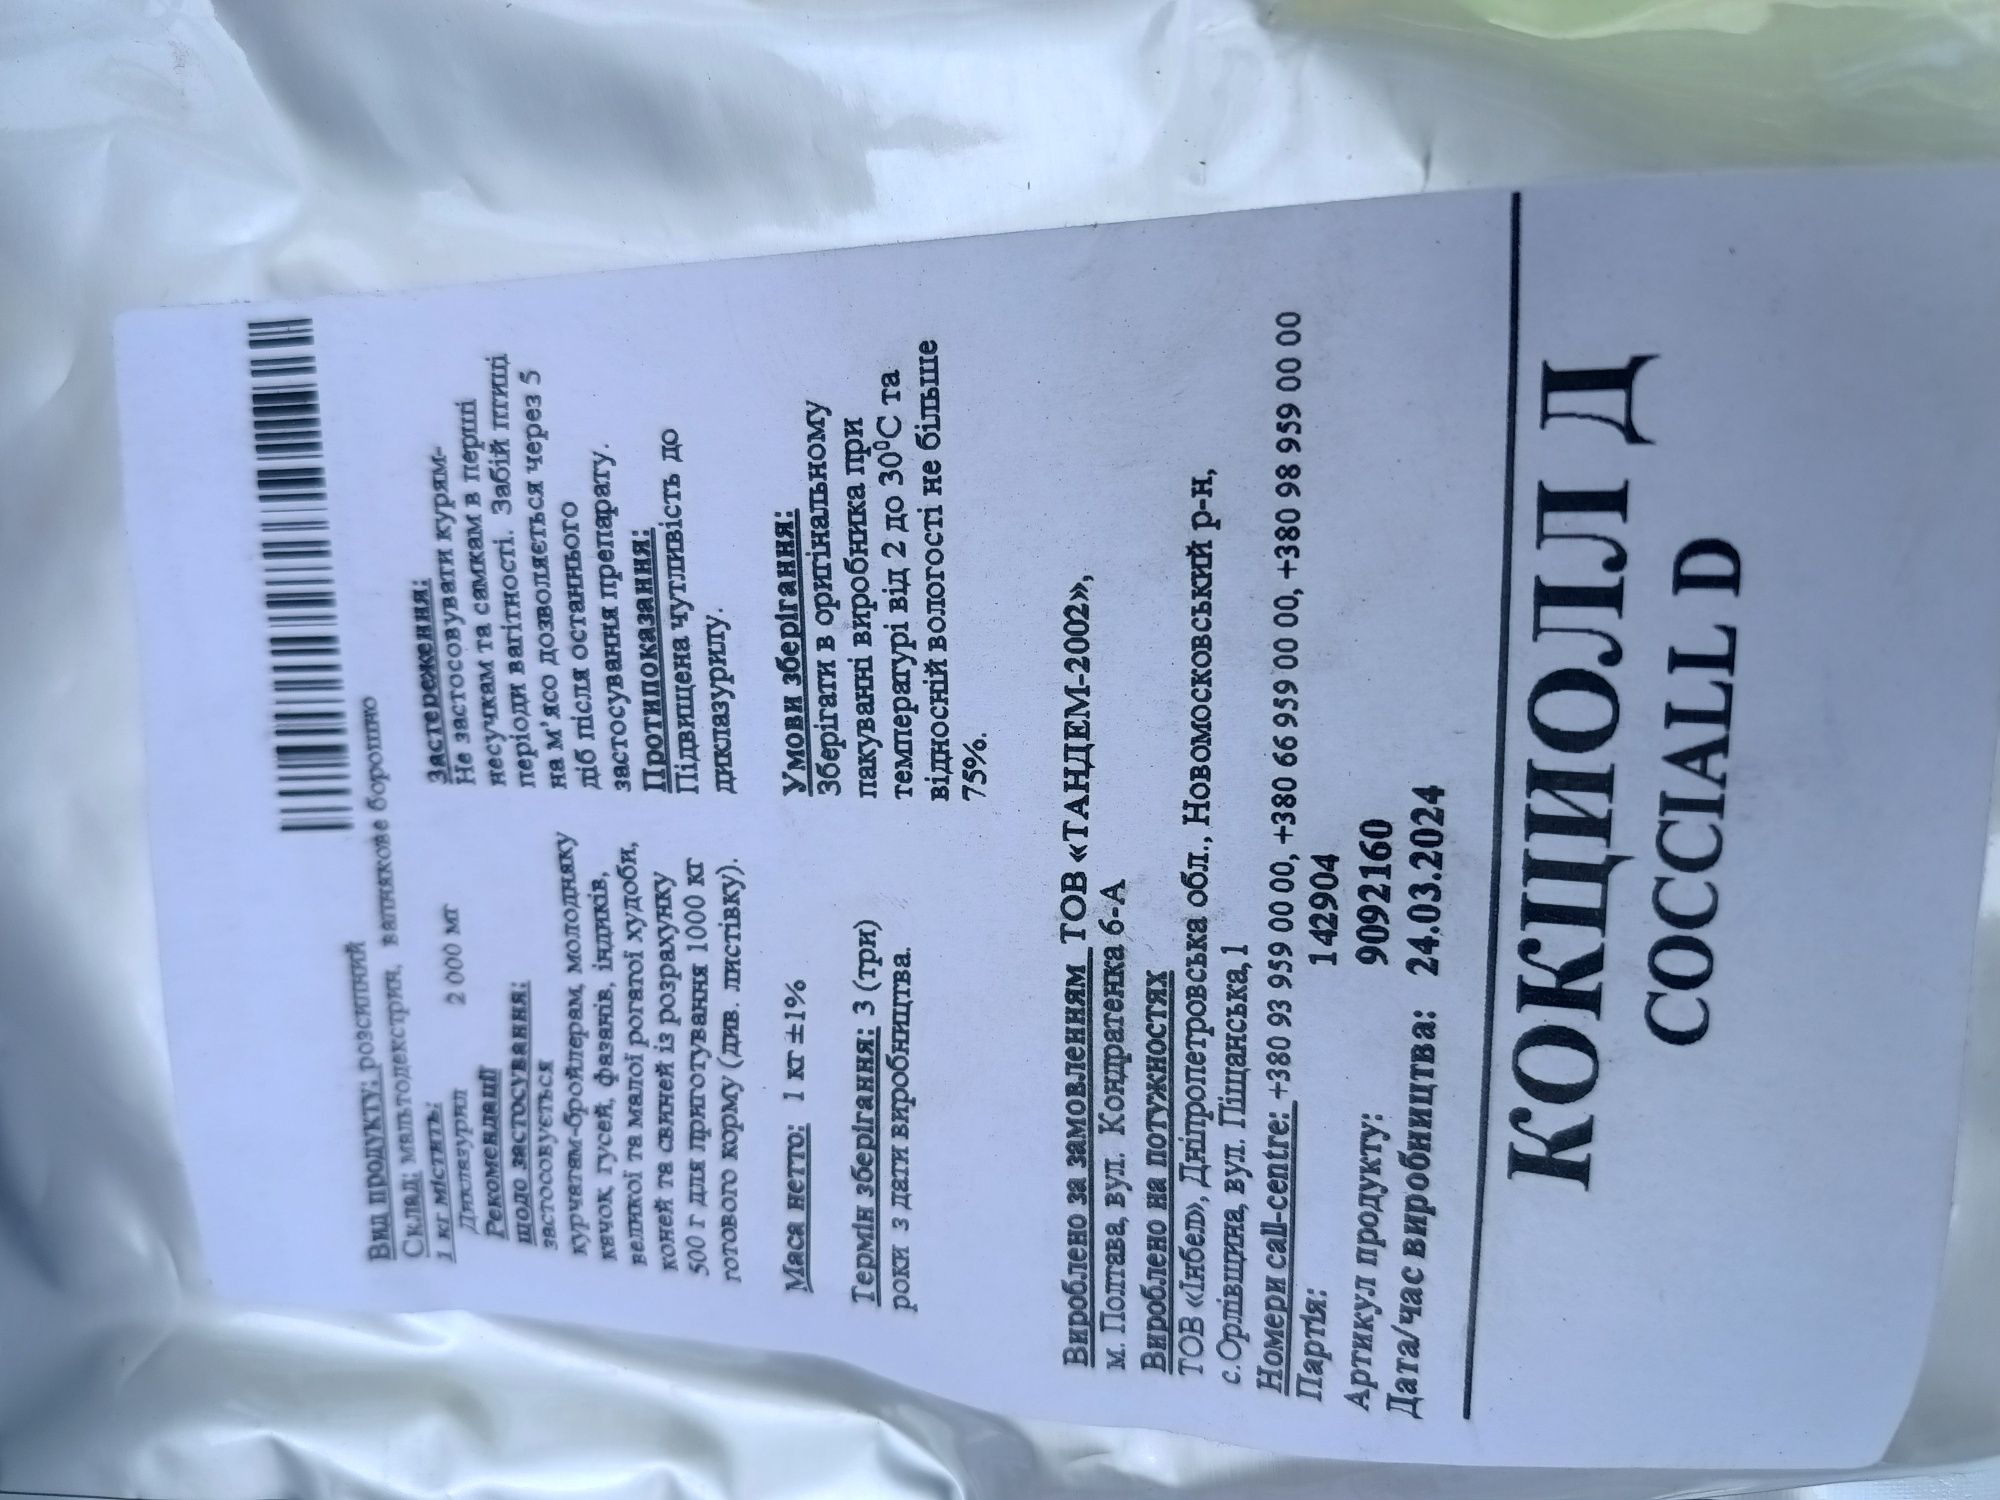 Вид продукту: розсипний
Склад: мальтодекстрин, вапнякове борошно
1 кг містить:
Диклазурил 2 000 мг
Рекомендації
щодо застосування:
застосовується
курчатам-бройлерам, молодняку
качок, гусей, фазанів, індиків,
великої та малої рогатої худоби,
коней та свиней із розрахунку
500 г для приготування 1000 кг
готового корму (див. листівку).
Застереження:
Не застосовувати курям-
несучкам та самкам в перші
періоди вагітності. Забій птиці
на м'ясо дозволяється через 5
діб після останнього
застосування препарату.
Протипоказання:
Підвищена чутливість до
диклазурилу.
Маса нетто: 1 кг ±1%
Термін зберігання: 3 (три)
роки з дати виробництва.
Умови зберігання:
Зберігати в оригінальному
пакуванні виробника при
температурі від 2 до 30⁰С та
відносній вологості не більше
75%.
Вироблено за замовленням ТОВ «ТАНДЕМ-2002»,
м. Полтава, вул. Кондратенка 6-А
Вироблено на потужностях
ТОВ «Інбел», Дніпропетровська обл., Новомосковський р-н,
с.Орлівщина, вул. Піщанська,1
Номери call-centre: +380 93 959 00 00, +380 66 959 00 00, +380 98 959 00 00
Партія: 142904
Артикул продукту: 9092160
Дата/час виробництва: 24.03.2024
КОКЦИОЛЛ Д
COCCIALL D